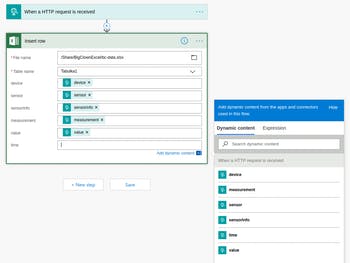 When a HTTP request is received
Insert row
* File name
/Share/BigClownExcel/bc-data.xlsx
* Table name
Tabulka1
device
device ×
sensor
sensor ×
sensorinfo
sensorinfo ×
measurement
measurement ×
value
value ×
time
Add dynamic content
+ New step
Save
Add dynamic content from the apps and connectors
used in this flow.
Hide
Dynamic content
Expression
Search dynamic content
When a HTTP request is received
device
measurement
sensor
sensorinfo
time
value